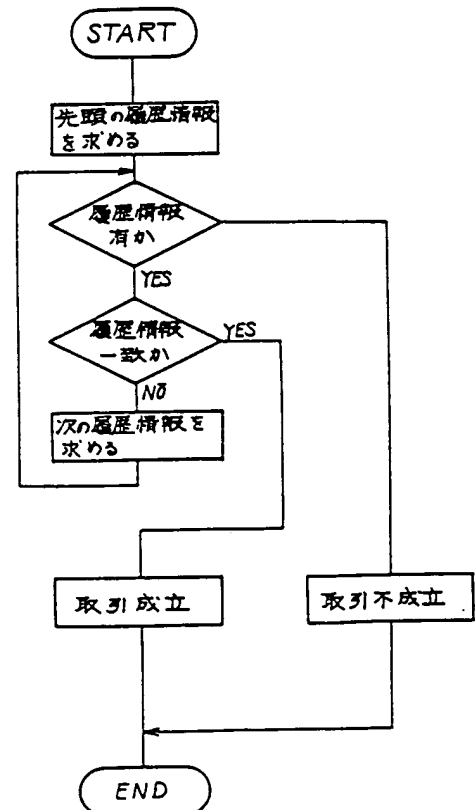 START
先頭の履歴情報
を求める
履歴情報
有か
YES
履歴情報
一致か
YES
NO
次の履歴情報を
求める
取引成立
取引不成立
END